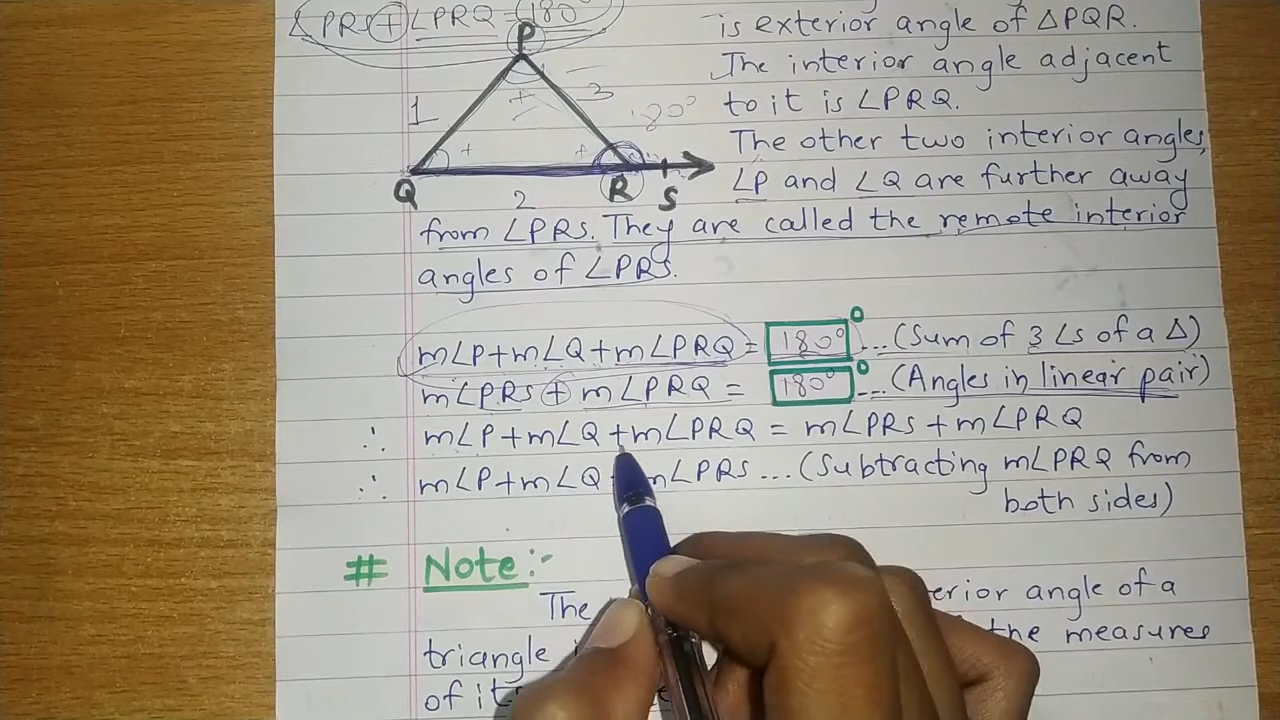 ∠PRS + ∠PRQ = 180°
is exterior angle of △PQR.
P
The interior angle adjacent
1
3
180°
to it is ∠PRQ.
The other two interior angles,
Q
R
S
2
∠P and ∠Q are further away
from ∠PRS. They are called the remote interior
angles of ∠PRS.
m∠P+m∠Q+m∠PRQ = 180° ... (Sum of 3 ∠s of a △)
m∠PRS + m∠PRQ = 180° ... (Angles in linear pair)
∴ m∠P+m∠Q+m∠PRQ = m∠PRS + m∠PRQ
∴ m∠P+m∠Q m∠PRS ... (Subtracting m∠PRQ from
both sides)
# Note:-
The erior angle of a
triangle the measures
of its